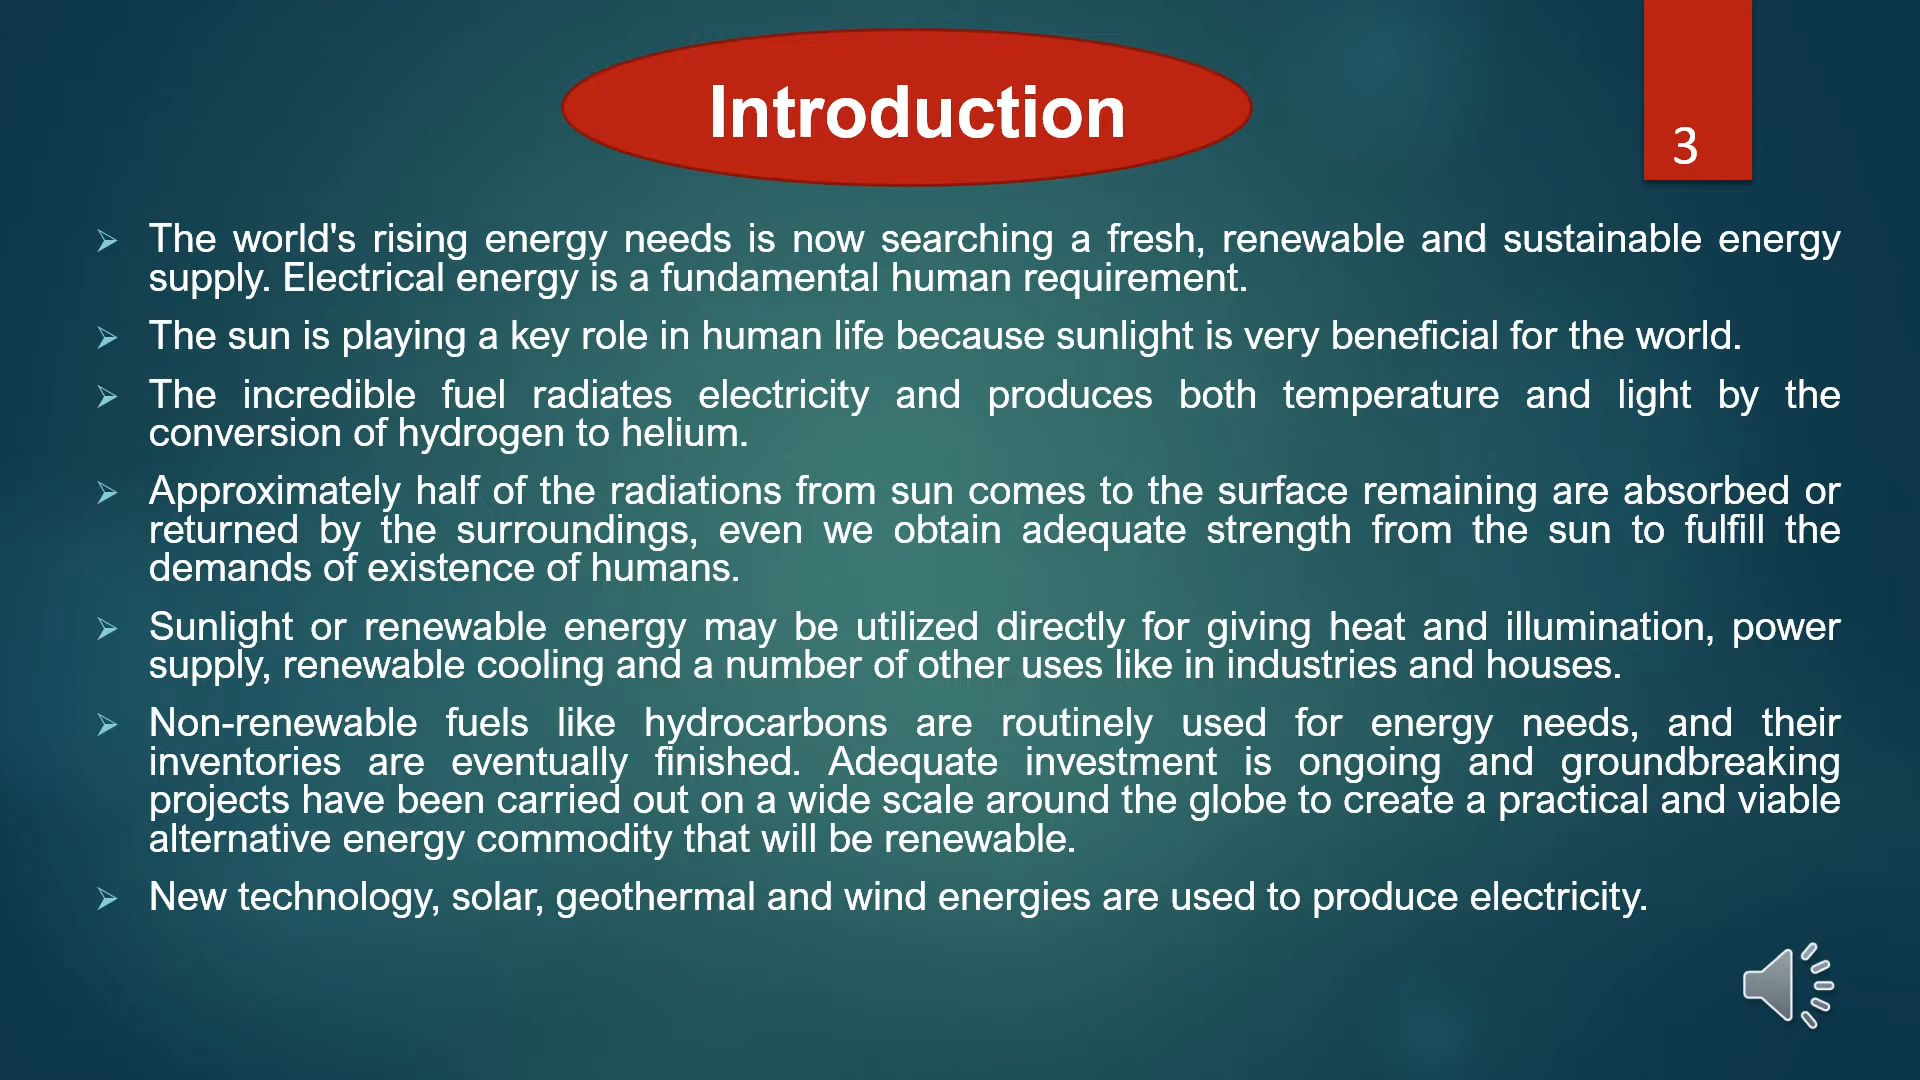 Introduction
3
The world's rising energy needs is now searching a fresh, renewable and sustainable energy
supply. Electrical energy is a fundamental human requirement.
The sun is playing a key role in human life because sunlight is very beneficial for the world.
The incredible fuel radiates electricity and produces both temperature and light by the
conversion of hydrogen to helium.
Approximately half of the radiations from sun comes to the surface remaining are absorbed or
returned by the surroundings, even we obtain adequate strength from the sun to fulfill the
demands of existence of humans.
Sunlight or renewable energy may be utilized directly for giving heat and illumination, power
supply, renewable cooling and a number of other uses like in industries and houses.
Non-renewable fuels like hydrocarbons are routinely used for energy needs, and their
inventories are eventually finished. Adequate investment is ongoing and groundbreaking
projects have been carried out on a wide scale around the globe to create a practical and viable
alternative energy commodity that will be renewable.
New technology, solar, geothermal and wind energies are used to produce electricity.